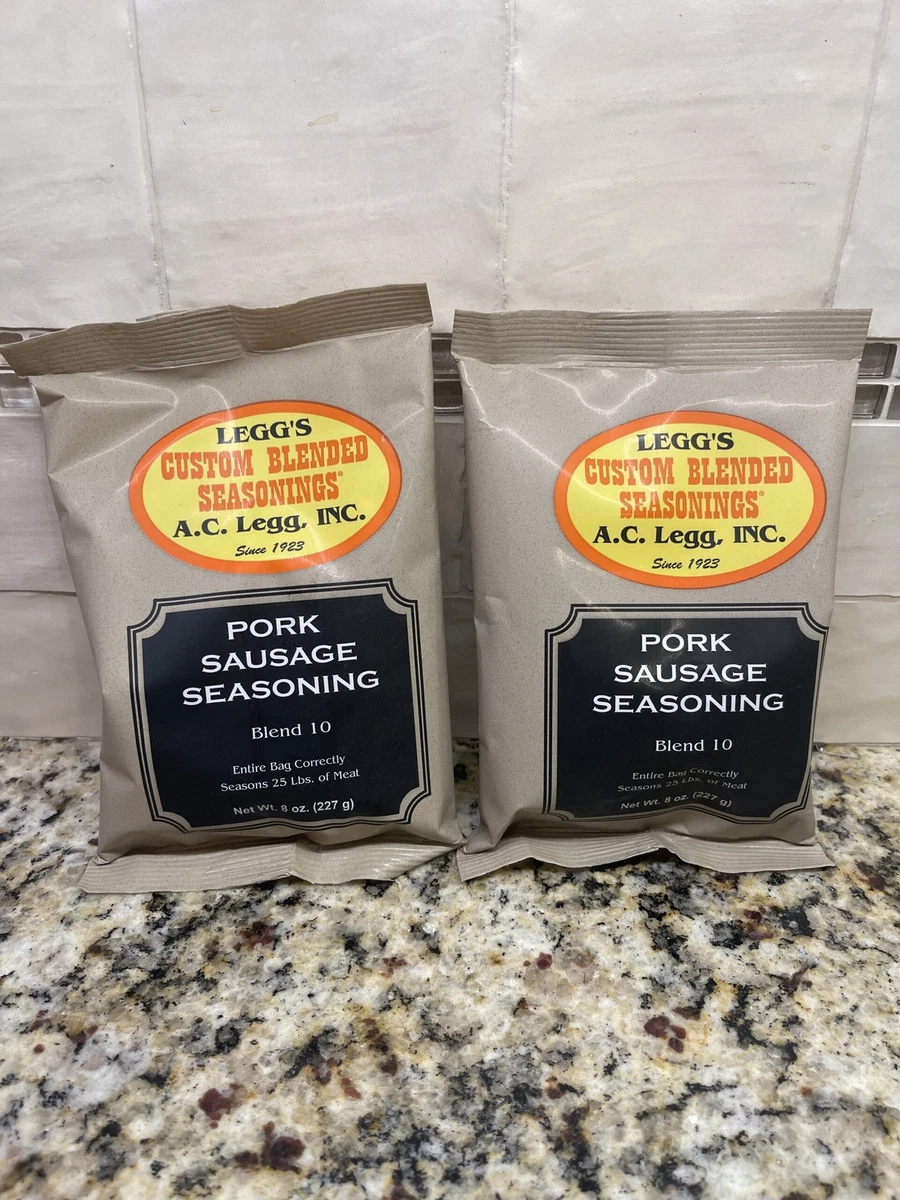 LEGG'S
CUSTOM BLENDED
SEASONINGS®
A.C. Legg, INC.
Since 1923
PORK
SAUSAGE
SEASONING
Blend 10
Entire Bag Correctly
Seasons 25 Lbs. of Meat
Net Wt. 8 oz. (227 g)
LEGG'S
CUSTOM BLENDED
SEASONINGS®
A.C. Legg, INC.
Since 1923
PORK
SAUSAGE
SEASONING
Blend 10
Entire Bag Correctly
Seasons 25 Lbs. of Meat
Net Wt. 8 oz. (227 g)